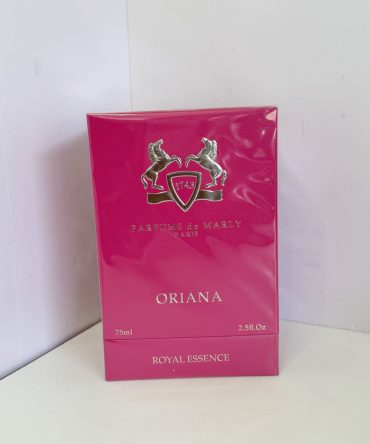 1743
PARFUMS de MARLY
PARIS
ORIANA
75ml 2.5fl.Oz
ROYAL ESSENCE